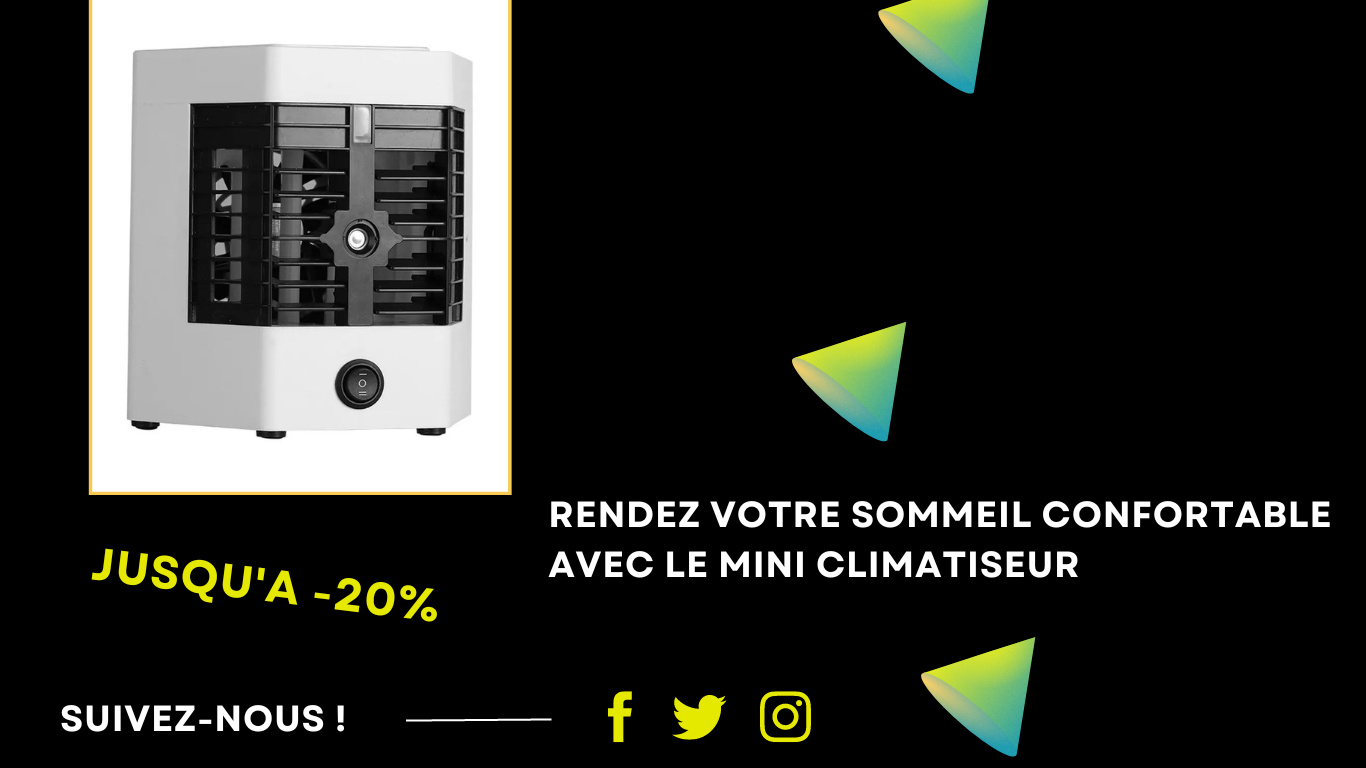 RENDEZ VOTRE SOMMEIL CONFORTABLE
AVEC LE MINI CLIMATISEUR
JUSQU'A -20%
SUIVEZ-NOUS !